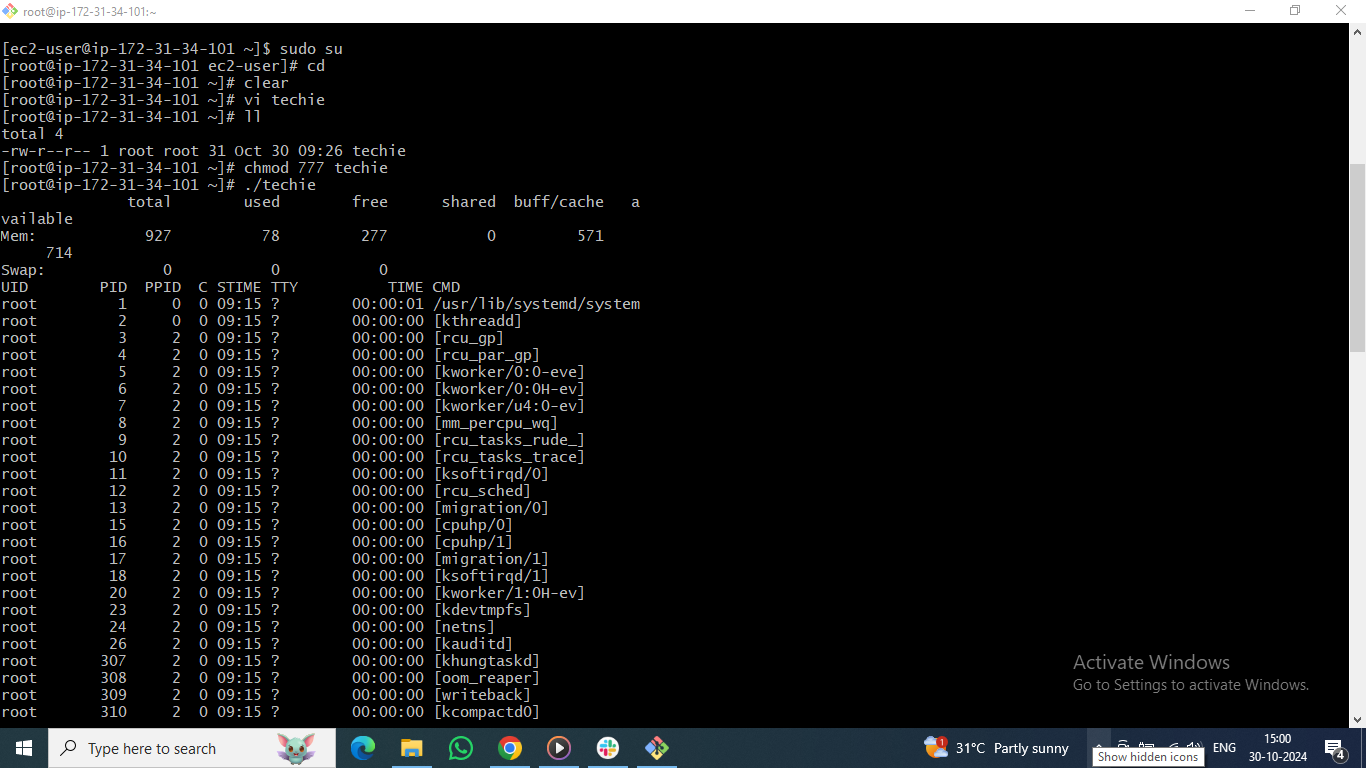 root@ip-172-31-34-101:~
[ec2-user@ip-172-31-34-101 ~]$ sudo su
[root@ip-172-31-34-101 ec2-user]# cd
[root@ip-172-31-34-101 ~]# clear
[root@ip-172-31-34-101 ~]# vi techie
[root@ip-172-31-34-101 ~]# ll
total 4
-rw-r--r-- 1 root root 31 Oct 30 09:26 techie
[root@ip-172-31-34-101 ~]# chmod 777 techie
[root@ip-172-31-34-101 ~]# ./techie
              total        used        free      shared  buff/cache   a
vailable
Mem:            927          78         277           0         571
     714
Swap:             0           0           0
UID        PID  PPID  C STIME TTY          TIME CMD
root         1     0  0 09:15 ?        00:00:01 /usr/lib/systemd/system
root         2     0  0 09:15 ?        00:00:00 [kthreadd]
root         3     2  0 09:15 ?        00:00:00 [rcu_gp]
root         4     2  0 09:15 ?        00:00:00 [rcu_par_gp]
root         5     2  0 09:15 ?        00:00:00 [kworker/0:0-eve]
root         6     2  0 09:15 ?        00:00:00 [kworker/0:0H-ev]
root         7     2  0 09:15 ?        00:00:00 [kworker/u4:0-ev]
root         8     2  0 09:15 ?        00:00:00 [mm_percpu_wq]
root         9     2  0 09:15 ?        00:00:00 [rcu_tasks_rude_]
root        10     2  0 09:15 ?        00:00:00 [rcu_tasks_trace]
root        11     2  0 09:15 ?        00:00:00 [ksoftirqd/0]
root        12     2  0 09:15 ?        00:00:00 [rcu_sched]
root        13     2  0 09:15 ?        00:00:00 [migration/0]
root        15     2  0 09:15 ?        00:00:00 [cpuhp/0]
root        16     2  0 09:15 ?        00:00:00 [cpuhp/1]
root        17     2  0 09:15 ?        00:00:00 [migration/1]
root        18     2  0 09:15 ?        00:00:00 [ksoftirqd/1]
root        20     2  0 09:15 ?        00:00:00 [kworker/1:0H-ev]
root        23     2  0 09:15 ?        00:00:00 [kdevtmpfs]
root        24     2  0 09:15 ?        00:00:00 [netns]
root        26     2  0 09:15 ?        00:00:00 [kauditd]
root       307     2  0 09:15 ?        00:00:00 [khungtaskd]
root       308     2  0 09:15 ?        00:00:00 [oom_reaper]
root       309     2  0 09:15 ?        00:00:00 [writeback]
root       310     2  0 09:15 ?        00:00:00 [kcompactd0]
Activate Windows
Go to Settings to activate Windows.
Type here to search
1
31°C Partly sunny
Show hidden icons
ENG
15:00
30-10-2024
4